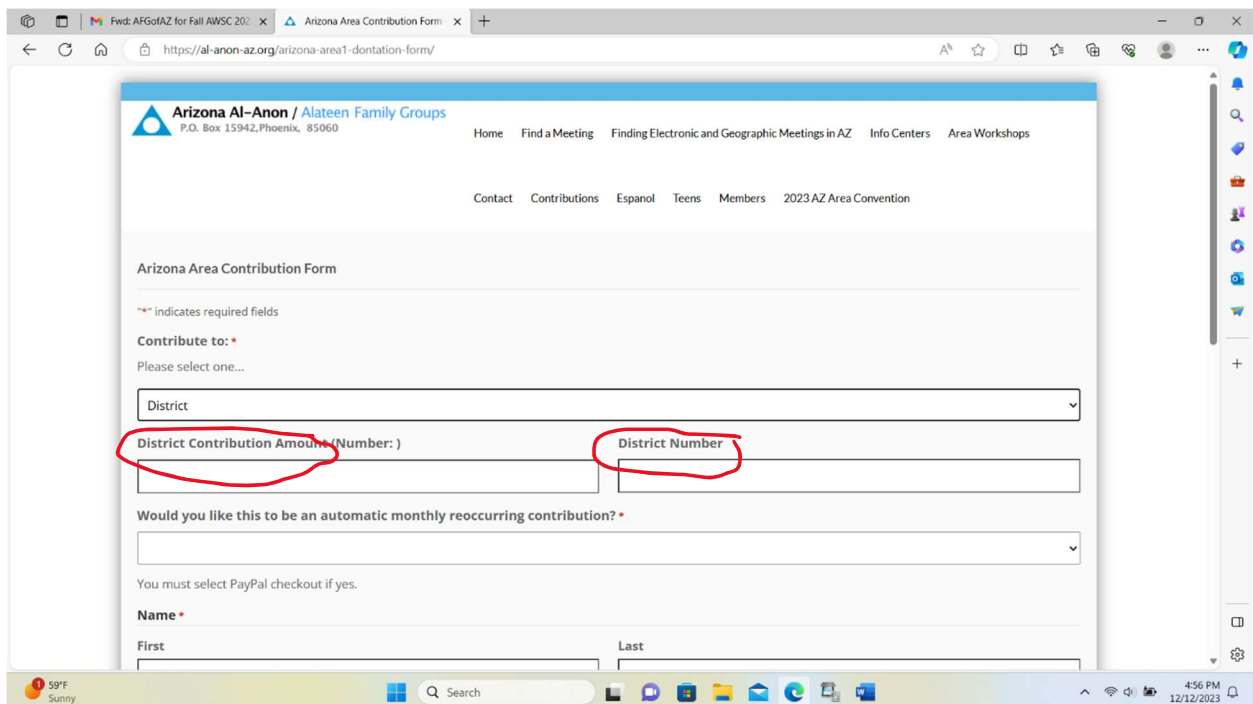 Fwd: AFGofAZ for Fall AWSC 202
Arizona Area Contribution Form
https://al-anon-az.org/arizona-area1-dontation-form/
Arizona Al-Anon / Alateen Family Groups
P.O. Box 15942,Phoenix, 85060
Home Find a Meeting Finding Electronic and Geographic Meetings in AZ Info Centers Area Workshops
Contact Contributions Espanol Teens Members 2023 AZ Area Convention
Arizona Area Contribution Form
"*" indicates required fields
Contribute to: *
Please select one...
District
District Contribution Amount (Number: ) District Number
Would you like this to be an automatic monthly reoccurring contribution? *
You must select PayPal checkout if yes.
Name *
First Last
1 59°F
Sunny
Search
4:56 PM
12/12/2023